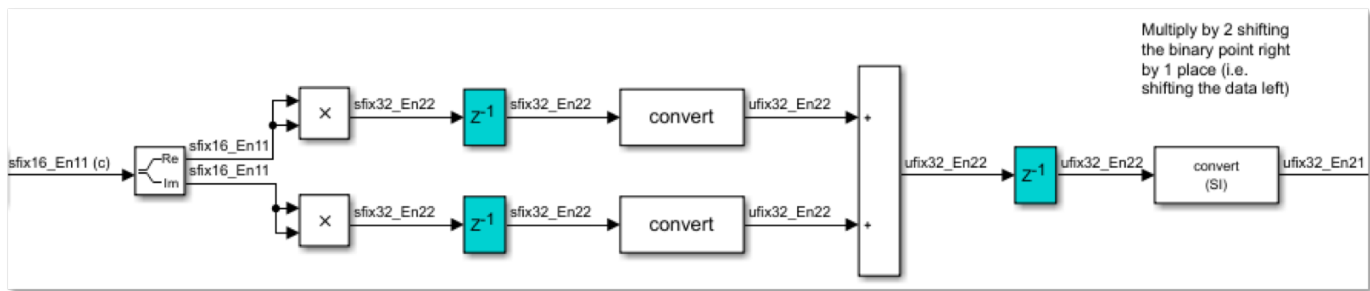 Multiply by 2 shifting
the binary point right
by 1 place (i.e.
shifting the data left)
sfix16_En11 (c)
Re
Im
sfix16_En11
sfix16_En11
×
sfix32_En22
z-1
sfix32_En22
convert
ufix32_En22
+
×
sfix32_En22
z-1
sfix32_En22
convert
ufix32_En22
+
ufix32_En22
z-1
ufix32_En22
convert
(SI)
ufix32_En21